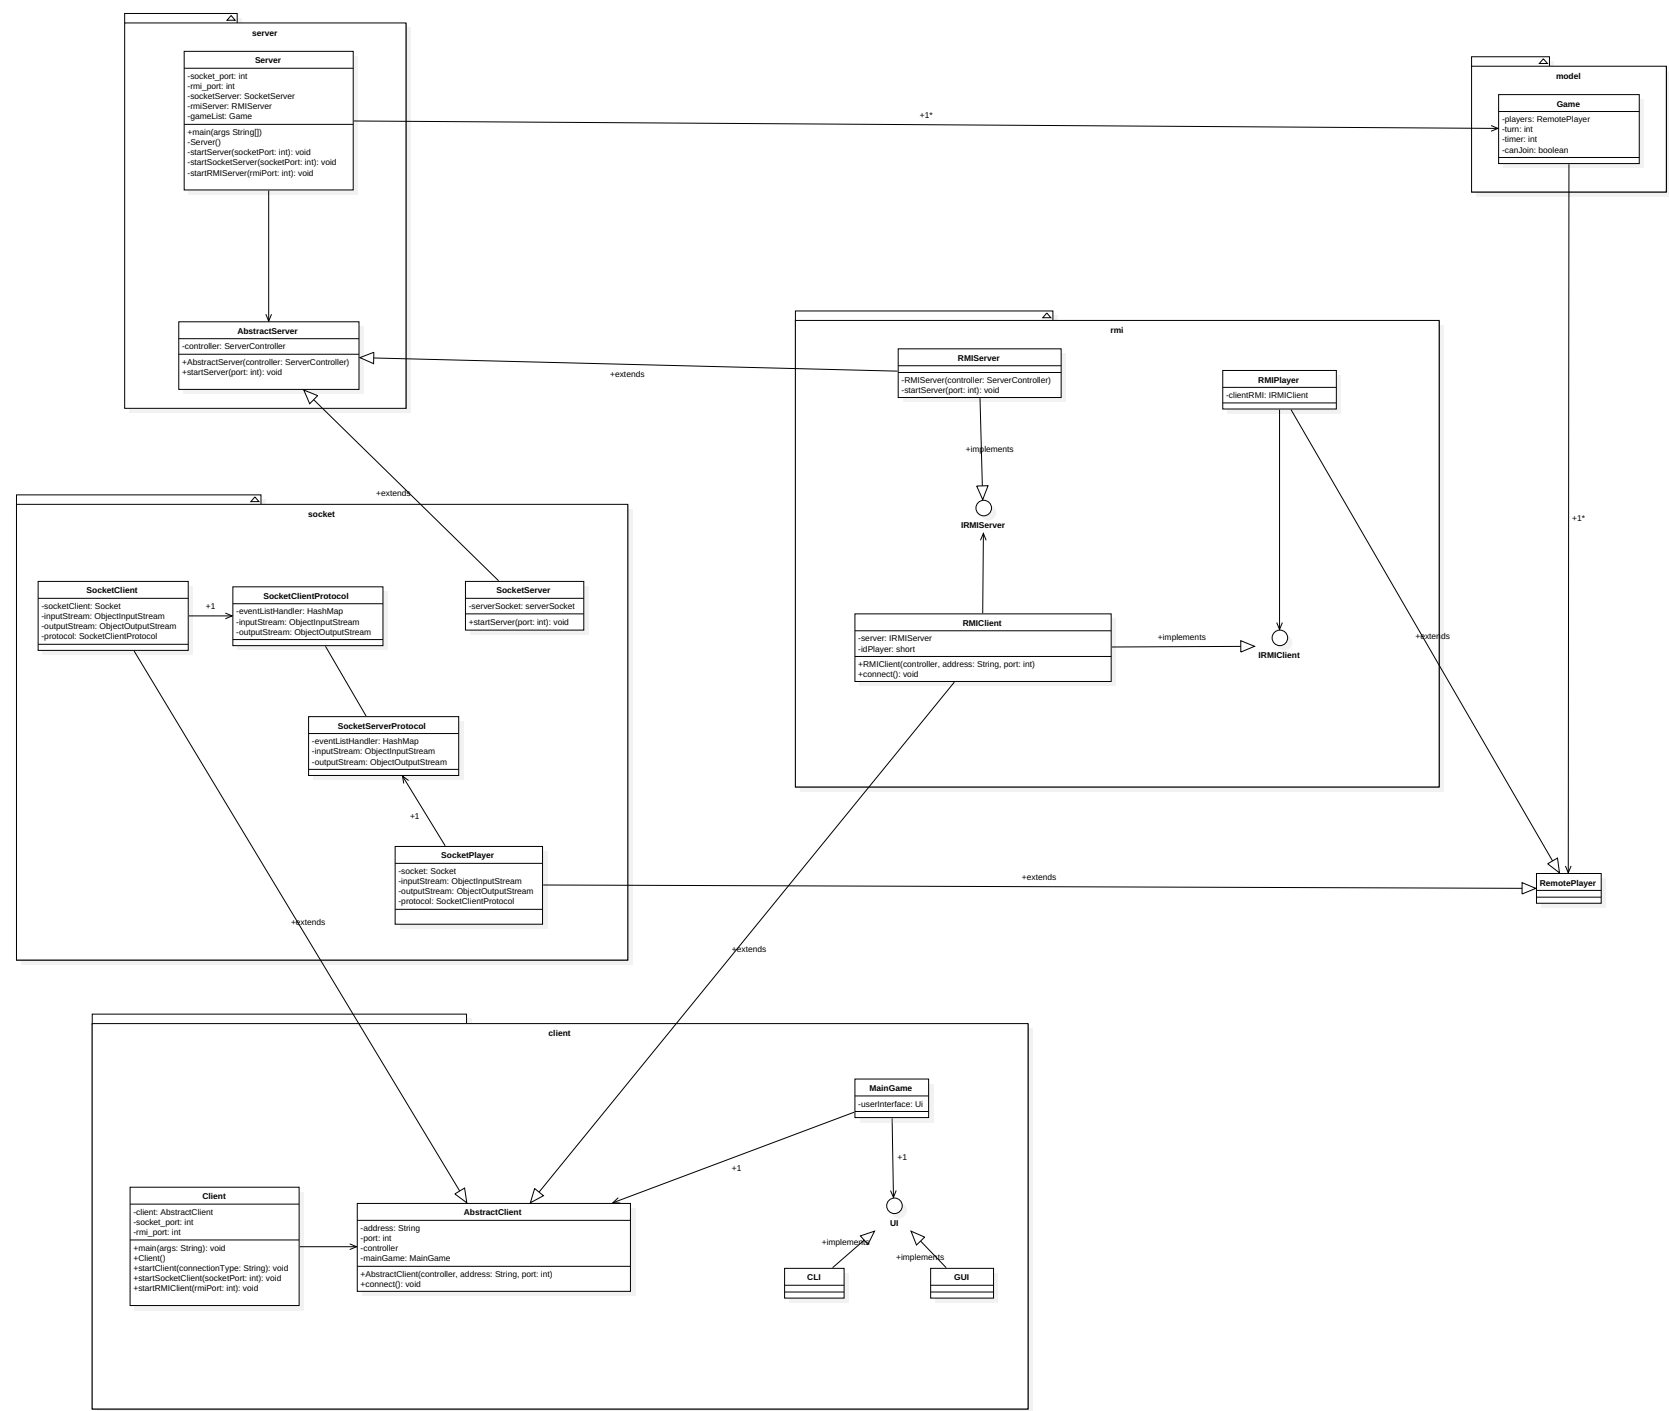 server
Server
-socket_port: int
-rmi_port: int
-socketServer: SocketServer
-rmiServer: RMIServer
-gameList: Game
+main(args String[])
-Server()
-startServer(socketPort: int): void
-startSocketServer(socketPort: int): void
-startRMIServer(rmiPort: int): void
+1*
model
Game
-players: RemotePlayer
-turn: int
-timer: int
-canJoin: boolean
AbstractServer
-controller: ServerController
+AbstractServer(controller: ServerController)
+startServer(port: int): void
+extends
rmi
RMIServer
-RMIServer(controller: ServerController)
-startServer(port: int): void
RMIPlayer
-clientRMI: IRMIClient
+implements
IRMIServer
+1*
+extends
socket
SocketClient
-socketClient: Socket
-inputStream: ObjectInputStream
-outputStream: ObjectOutputStream
-protocol: SocketClientProtocol
+1
SocketClientProtocol
-eventListHandler: HashMap
-inputStream: ObjectInputStream
-outputStream: ObjectOutputStream
SocketServer
-serverSocket: serverSocket
+startServer(port: int): void
RMIClient
-server: IRMIServer
-idPlayer: short
+RMIClient(controller, address: String, port: int)
+connect(): void
+implements
IRMIClient
+extends
SocketServerProtocol
-eventListHandler: HashMap
-inputStream: ObjectInputStream
-outputStream: ObjectOutputStream
+1
SocketPlayer
-socket: Socket
-inputStream: ObjectInputStream
-outputStream: ObjectOutputStream
-protocol: SocketClientProtocol
+extends
RemotePlayer
+extends
+extends
client
MainGame
-userInterface: Ui
+1
+1
Client
-client: AbstractClient
-socket_port: int
-rmi_port: int
+main(args: String): void
+Client()
+startClient(connectionType: String): void
+startSocketClient(socketPort: int): void
+startRMIClient(rmiPort: int): void
AbstractClient
-address: String
-port: int
-controller
-mainGame: MainGame
+AbstractClient(controller, address: String, port: int)
+connect(): void
UI
+implements
+implements
CLI
GUI